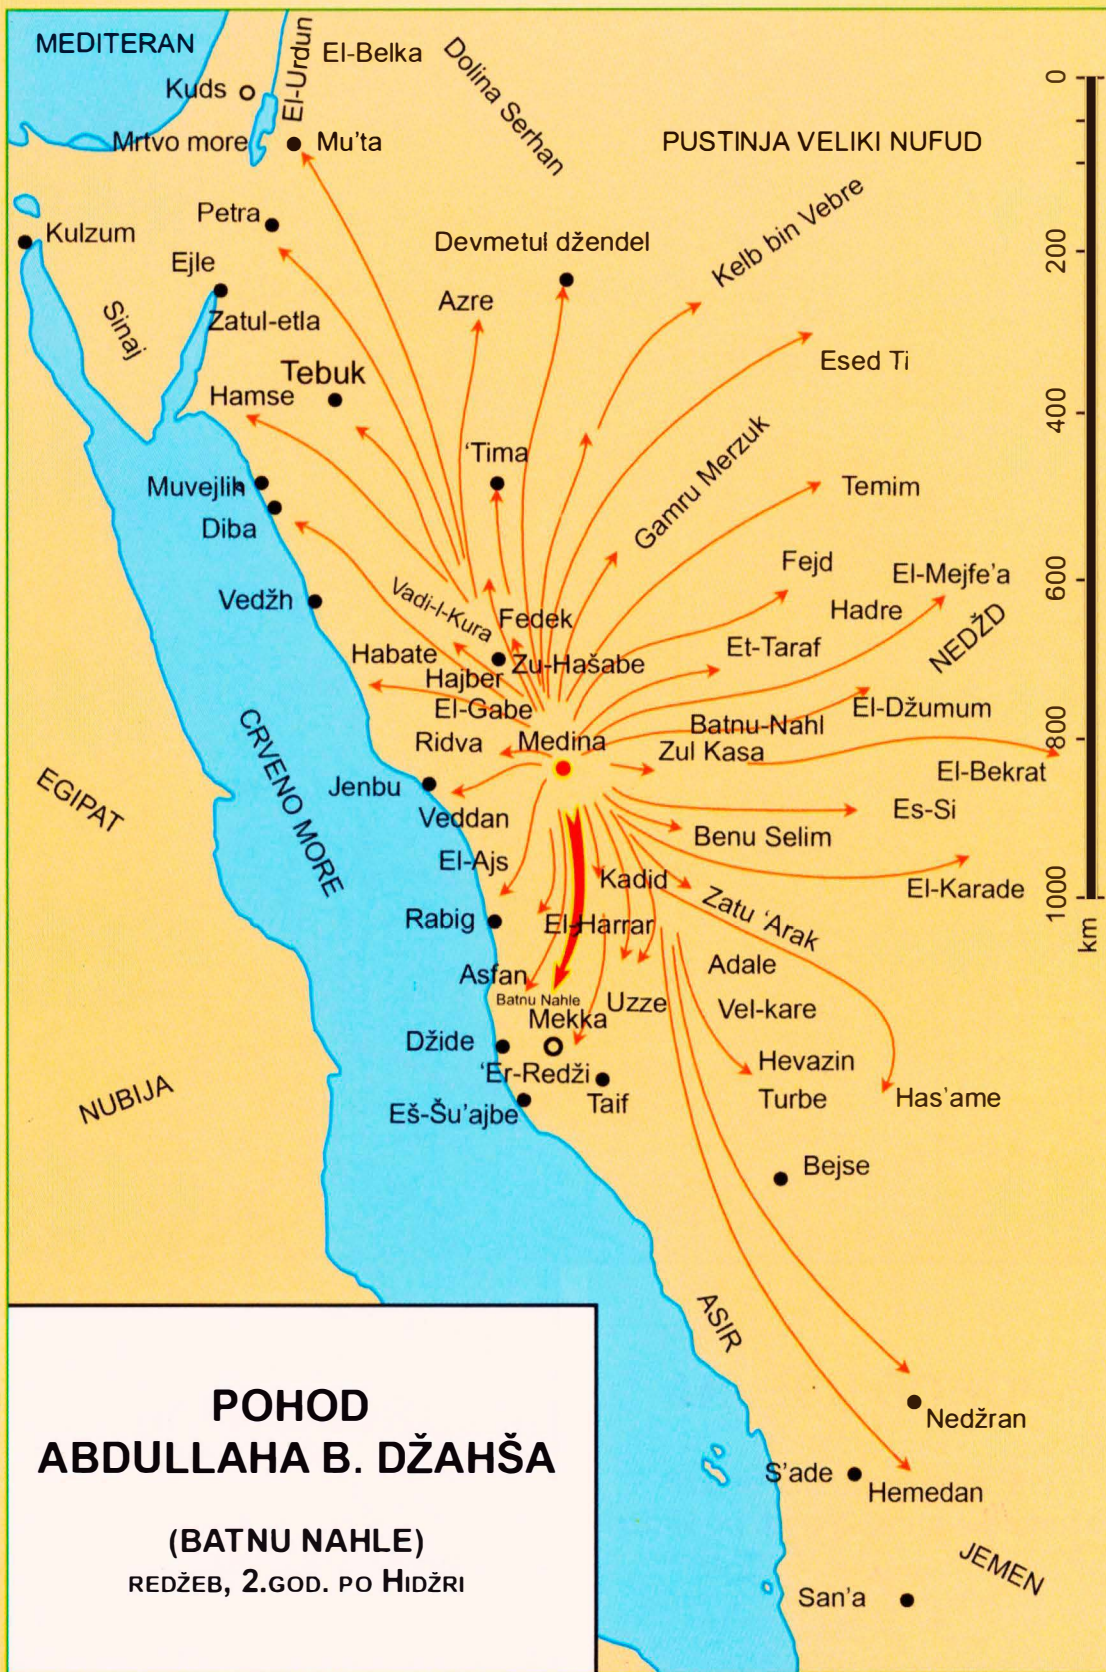 MEDITERAN
El-Urdun
El-Belka
Dolina Serhan
Kuds
Mrtvo more
Mu'ta
PUSTINJA VELIKI NUFUD
0
200
400
600
800
1000
km
Petra
Kulzum
Ejle
Devmetul džendel
Kelb bin Vebre
Sinaj
Zatul-etla
Azre
Esed Ti
Tebuk
Hamse
'Tima
Gamru Merzuk
Temim
Muvejlih
Diba
Fejd
El-Mejfe'a
Vedžh
Vadi-l-Kura
Fedek
Hadre
NEDŽD
Habate
Zu-Hašabe
Et-Taraf
Hajber
El-Gabe
El-Džumum
Batnu-Nahl
Ridva
Medina
Zul Kasa
CRVENO MORE
EGIPAT
Jenbu
El-Bekrat
Veddan
Es-Si
Benu Selim
El-Ajs
Kadid
El-Karade
Zatu 'Arak
Rabig
El-Harrar
Asfan
Adale
Batnu Nahle
Uzze
Vel-kare
Mekka
Džide
'Er-Redži
Hevazin
NUBIJA
Taif
Turbe
Has'ame
Eš-Šu'ajbe
Bejse
ASIR
Nedžran
S'ade
Hemedan
JEMEN
San'a
POHOD
ABDULLAHA B. DŽAHŠA
(BATNU NAHLE)
REDŽEB, 2.GOD. PO HIDŽRI